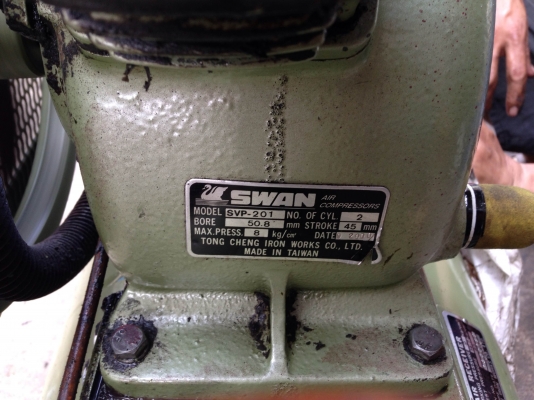 SWAN AIR COMPRESSORS
MODEL SVP-201 NO. OF CYL. 2
BORE 50.8 mm STROKE 45 mm
MAX.PRESS. 8 kg/cm² DATE
TONG CHENG IRON WORKS CO., LTD.
MADE IN TAIWAN